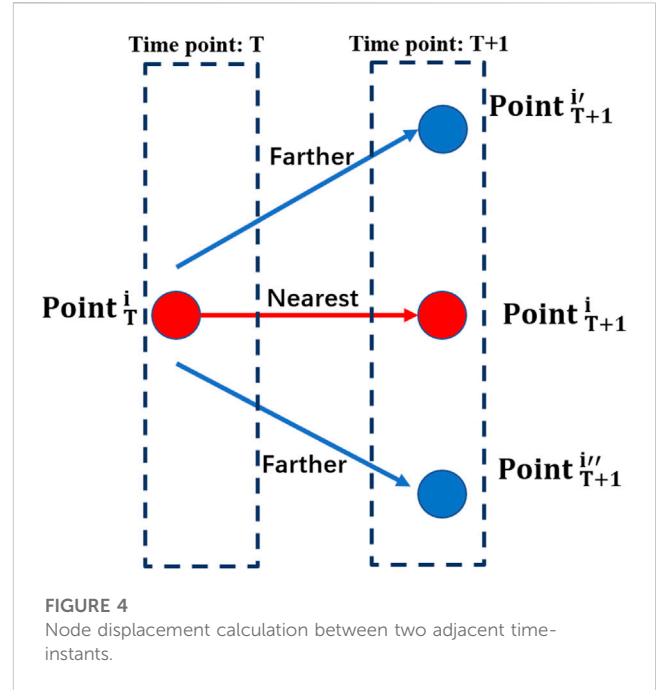 Time point: T
Time point: T+1
Point i′ T+1
Farther
Point i T
Nearest
Point i T+1
Farther
Point i″ T+1
FIGURE 4
Node displacement calculation between two adjacent time-
instants.